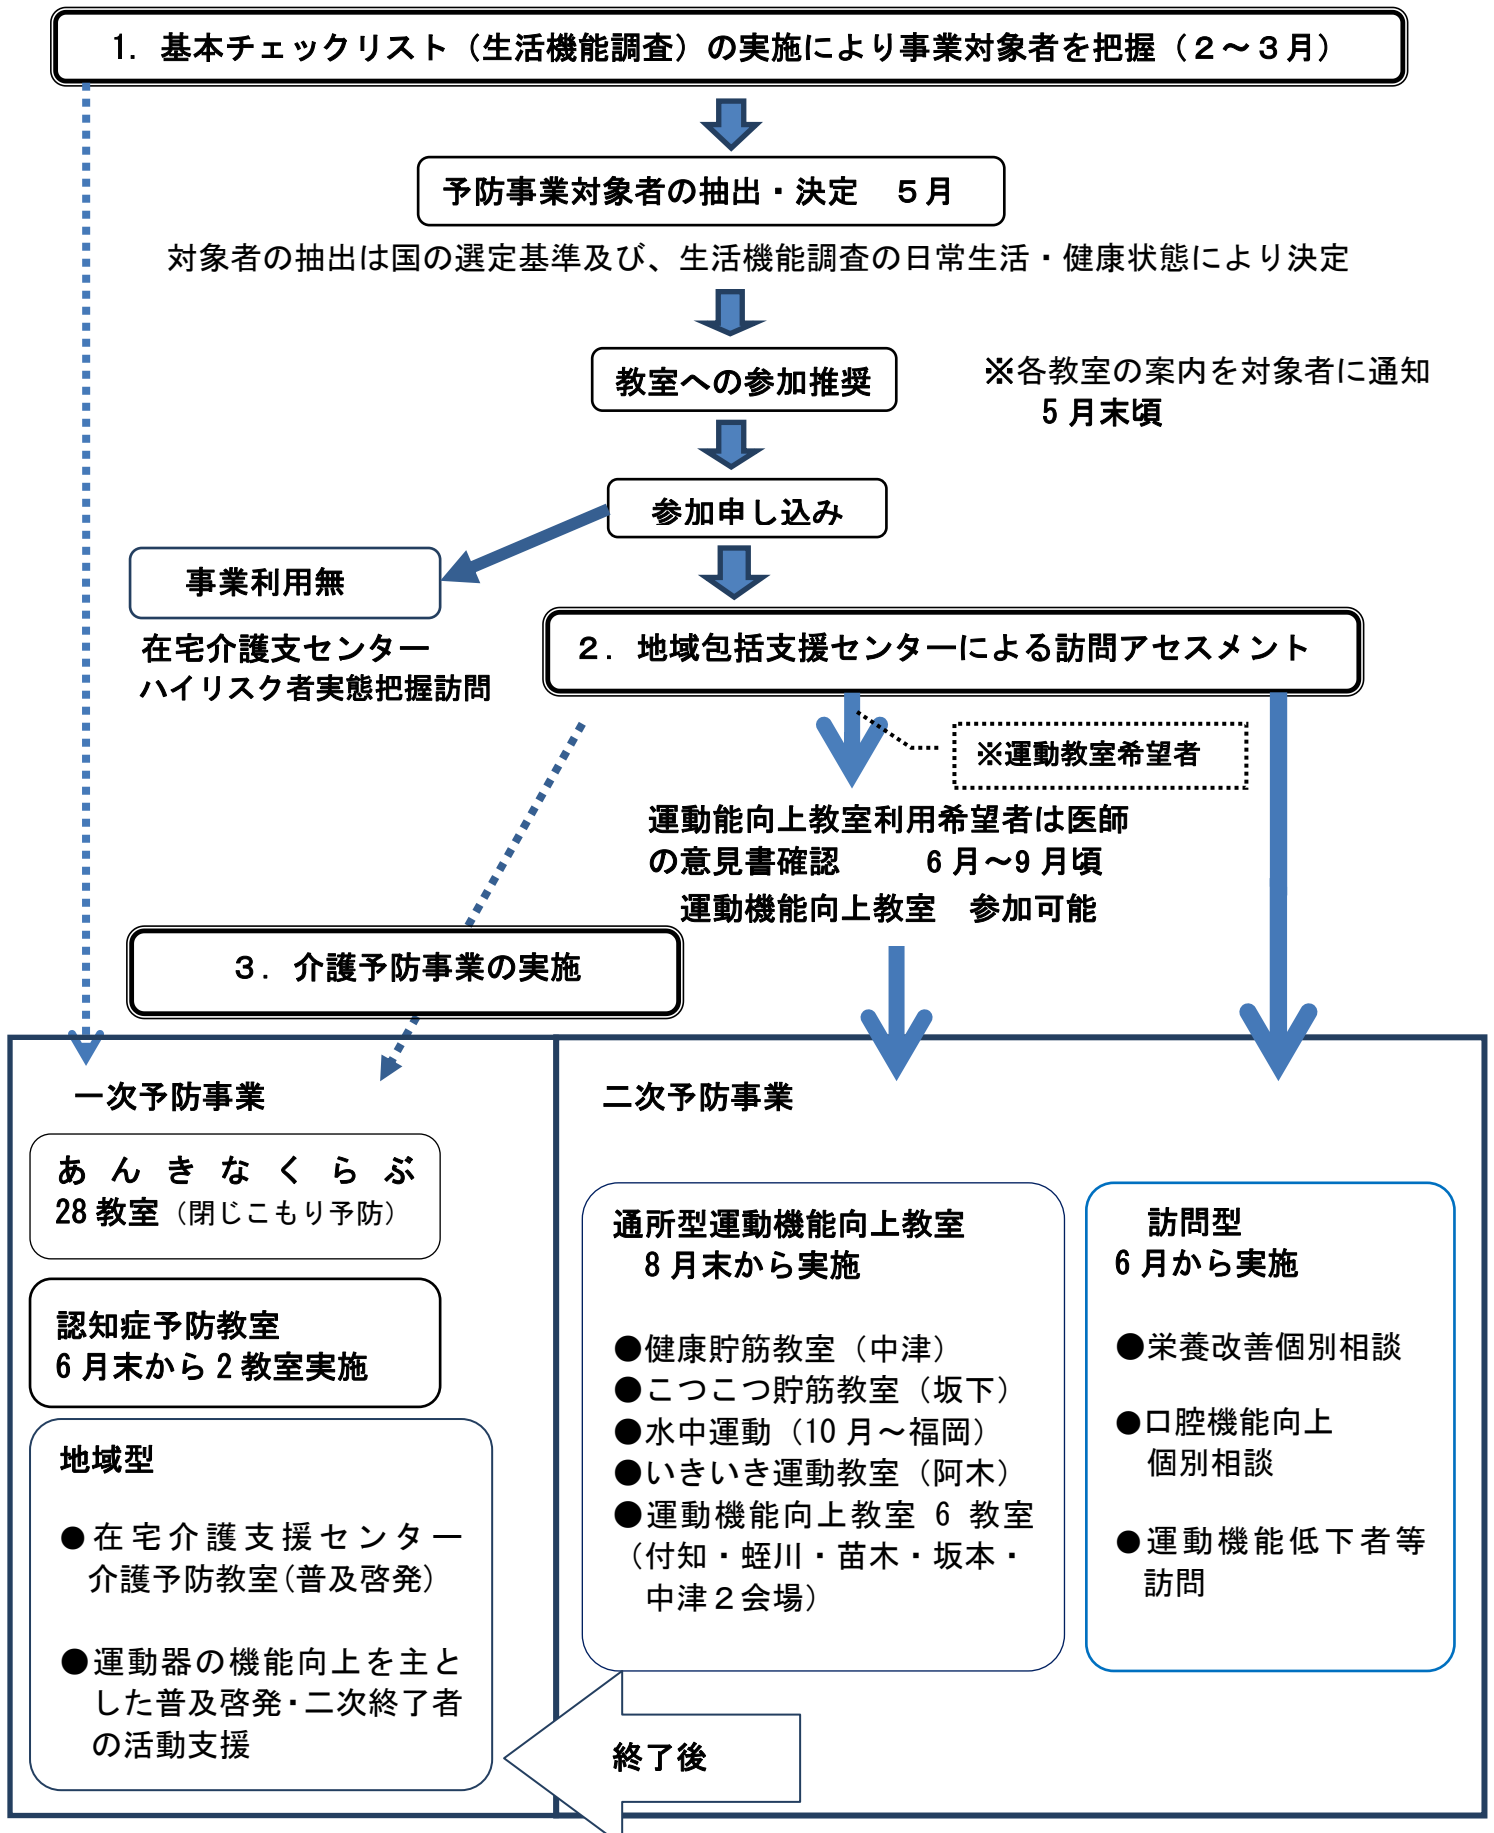 1．基本チェックリスト（生活機能調査）の実施により事業対象者を把握（２～３月）
予防事業対象者の抽出・決定　５月
対象者の抽出は国の選定基準及び、生活機能調査の日常生活・健康状態により決定
教室への参加推奨
※各教室の案内を対象者に通知
5 月末頃
参加申し込み
事業利用無
在宅介護支センター
ハイリスク者実態把握訪問
２．地域包括支援センターによる訪問アセスメント
※運動教室希望者
運動能向上教室利用希望者は医師
の意見書確認　　6 月～9 月頃
運動機能向上教室　参加可能
３．介護予防事業の実施
一次予防事業
あんきなくらぶ
28 教室（閉じこもり予防）
認知症予防教室
6 月末から 2 教室実施
地域型
●在宅介護支援センター
介護予防教室(普及啓発)
●運動器の機能向上を主と
した普及啓発・二次終了者
の活動支援
二次予防事業
通所型運動機能向上教室
8 月末から実施
●健康貯筋教室（中津）
●こつこつ貯筋教室（坂下）
●水中運動（10 月～福岡）
●いきいき運動教室（阿木）
●運動機能向上教室 6 教室
（付知・蛭川・苗木・坂本・
中津２会場）
訪問型
6 月から実施
●栄養改善個別相談
●口腔機能向上
個別相談
●運動機能低下者等
訪問
終了後